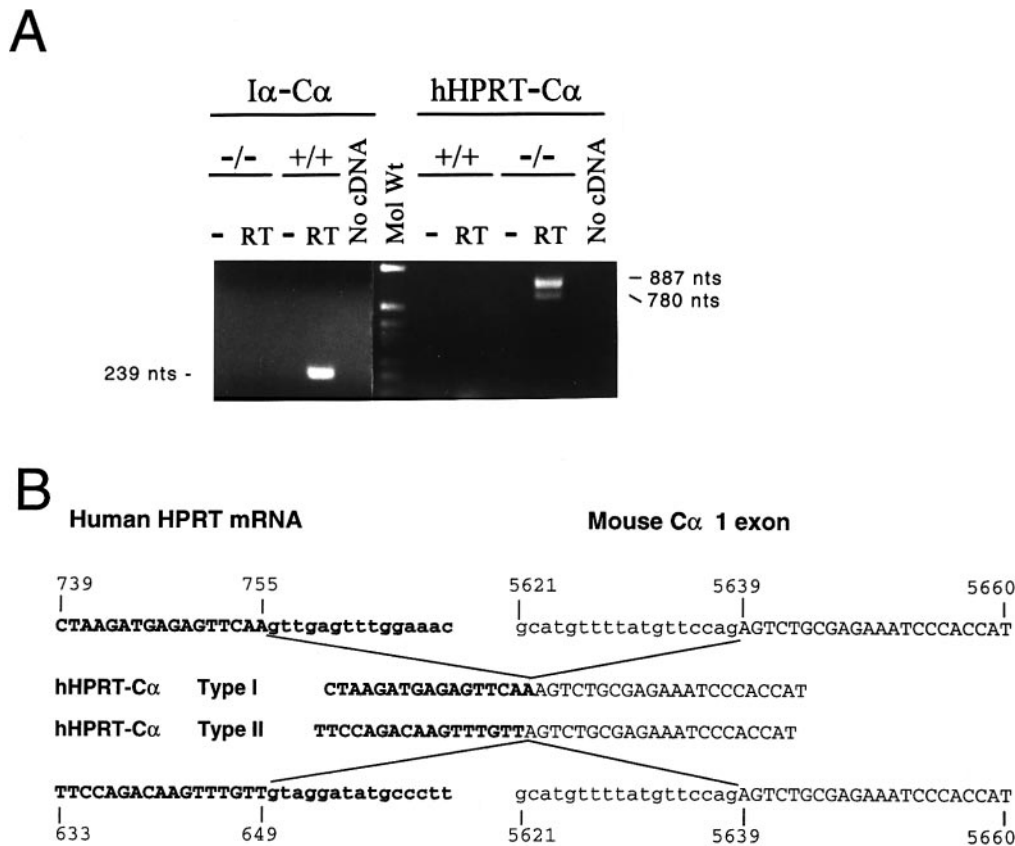 A
Iα-Cα hHPRT-Cα
-/- +/+ No cDNA Mol Wt +/+ -/- No cDNA
- RT - RT - RT - RT
- 887 nts
780 nts
239 nts -
B
Human HPRT mRNA Mouse Cα 1 exon
739 755 5621 5639 5660
CTAAGATGAGAGTTCAAgttgagtttggaaac gcatgttttatgttccagAGTCTGCGAGAAATCCCACCAT
hHPRT-Cα Type I CTAAGATGAGAGTTCAAAGTCTGCGAGAAATCCCACCAT
hHPRT-Cα Type II TTCCAGACAAGTTTGTTAGTCTGCGAGAAATCCCACCAT
TTCCAGACAAGTTTGTTgtaggatatgccctt gcatgttttatgttccagAGTCTGCGAGAAATCCCACCAT
633 649 5621 5639 5660